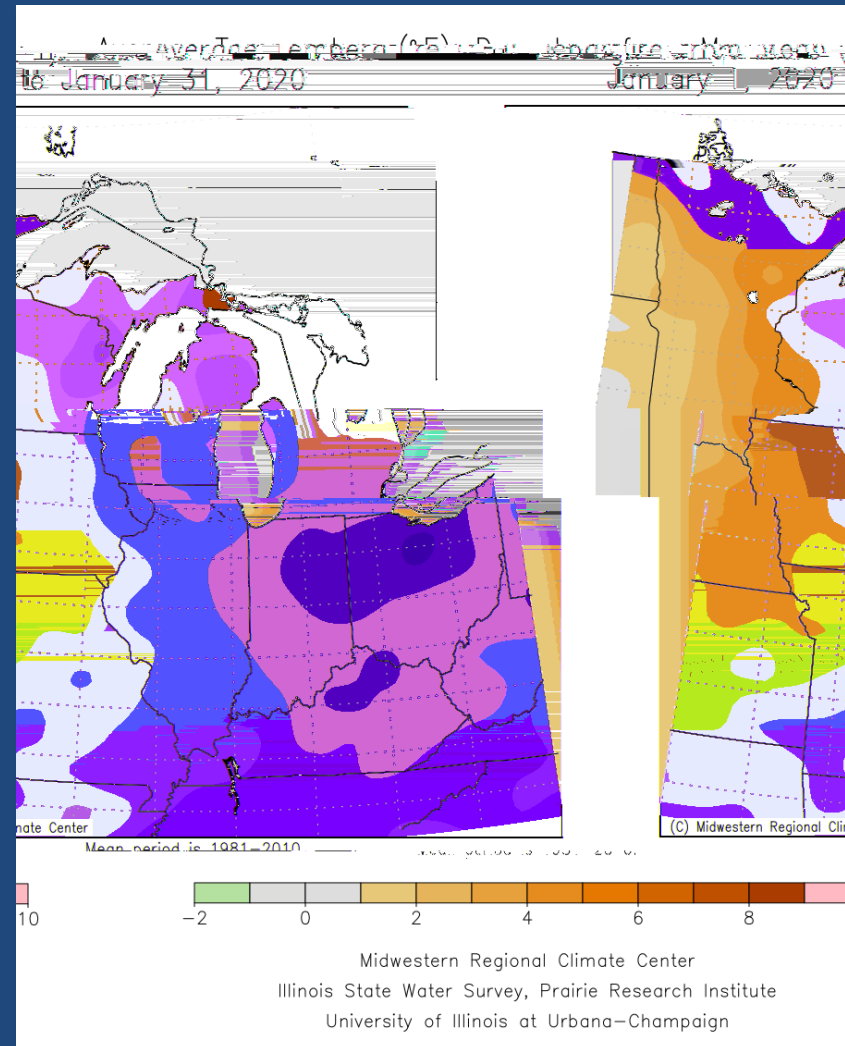 January 31, 2020
January 1, 2020
mate Center
(C) Midwestern Regional Cli
Mean period is 1981-2010.
10
-2 0 2 4 6 8
Midwestern Regional Climate Center
Illinois State Water Survey, Prairie Research Institute
University of Illinois at Urbana-Champaign